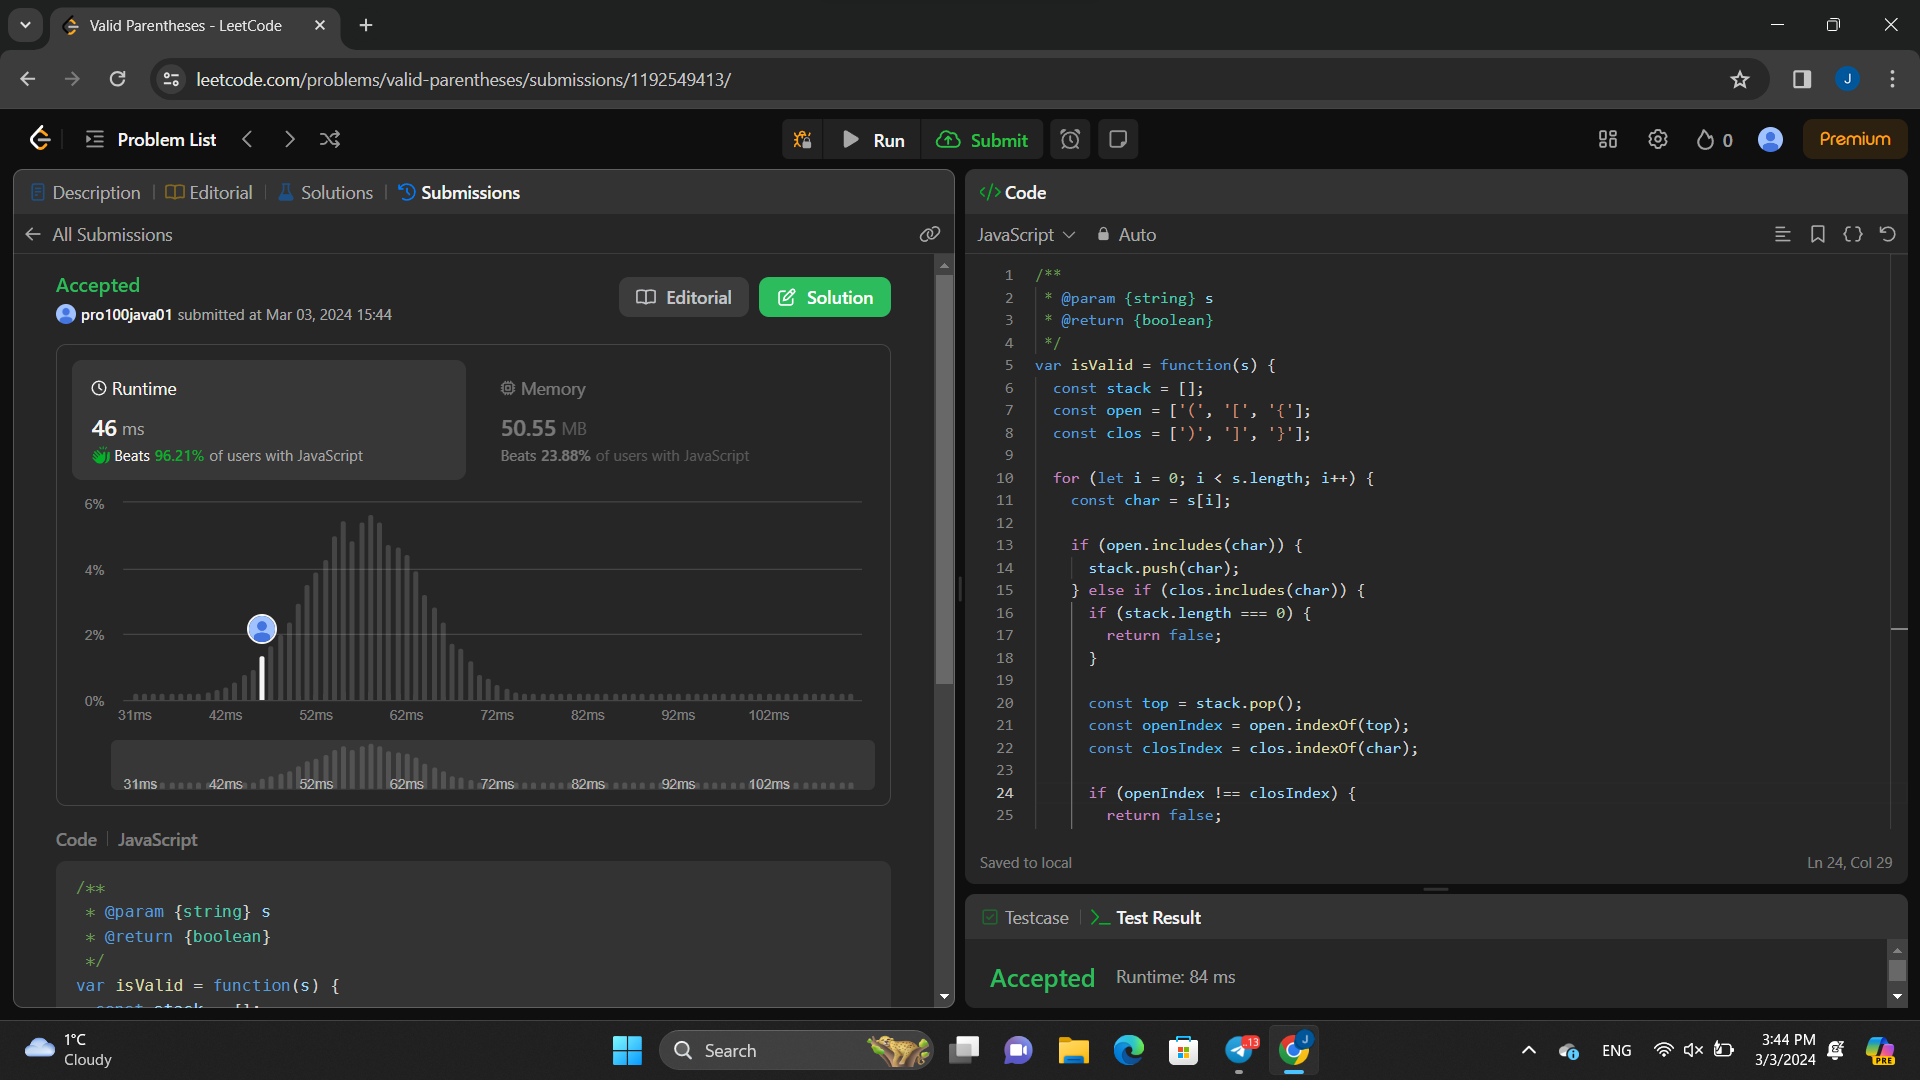 Valid Parentheses - LeetCode
leetcode.com/problems/valid-parentheses/submissions/1192549413/
J
Problem List
Run
Submit
0
Premium
Description
Editorial
Solutions
Submissions
All Submissions
Accepted
pro100java01 submitted at Mar 03, 2024 15:44
Editorial
Solution
Runtime
46 ms
Beats 96.21% of users with JavaScript
Memory
50.55 MB
Beats 23.88% of users with JavaScript
6%
4%
2%
0%
31ms 42ms 52ms 62ms 72ms 82ms 92ms 102ms
31ms 42ms 52ms 62ms 72ms 82ms 92ms 102ms
Code | JavaScript
/**
* @param {string} s
* @return {boolean}
*/
var isValid = function(s) {
const stack = [];
</> Code
JavaScript
Auto
1 /**
2 * @param {string} s
3 * @return {boolean}
4 */
5 var isValid = function(s) {
6 const stack = [];
7 const open = ['(', '[', '{'];
8 const clos = [')', ']', '}'];
9
10 for (let i = 0; i < s.length; i++) {
11 const char = s[i];
12
13 if (open.includes(char)) {
14 stack.push(char);
15 } else if (clos.includes(char)) {
16 if (stack.length === 0) {
17 return false;
18 }
19
20 const top = stack.pop();
21 const openIndex = open.indexOf(top);
22 const closIndex = clos.indexOf(char);
23
24 if (openIndex !== closIndex) {
25 return false;
Saved to local
Ln 24, Col 29
Testcase
Test Result
Accepted
Runtime: 84 ms
1°C
Cloudy
Search
13
J
ENG
3:44 PM
3/3/2024
PRE